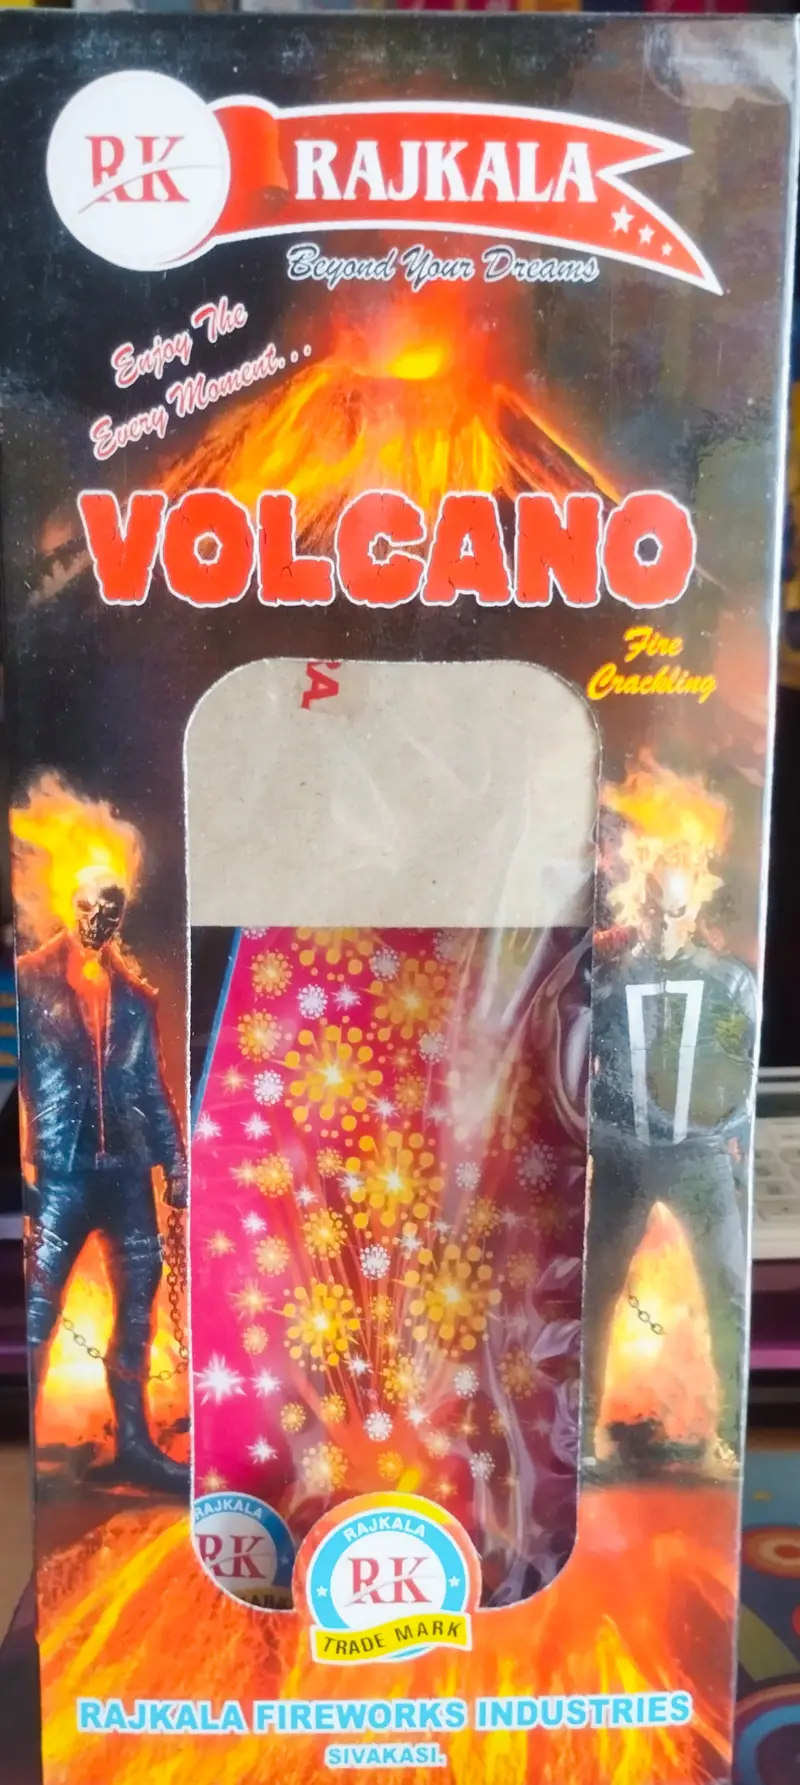 RK
RAJKALA
Beyond Your Dreams
Enjoy The
Every Moment...
VOLCANO
Fire
Crackling
A
RAJKALA
RK
RAJKALA
RK
TRADE MARK
RAJKALA FIREWORKS INDUSTRIES
SIVAKASI.